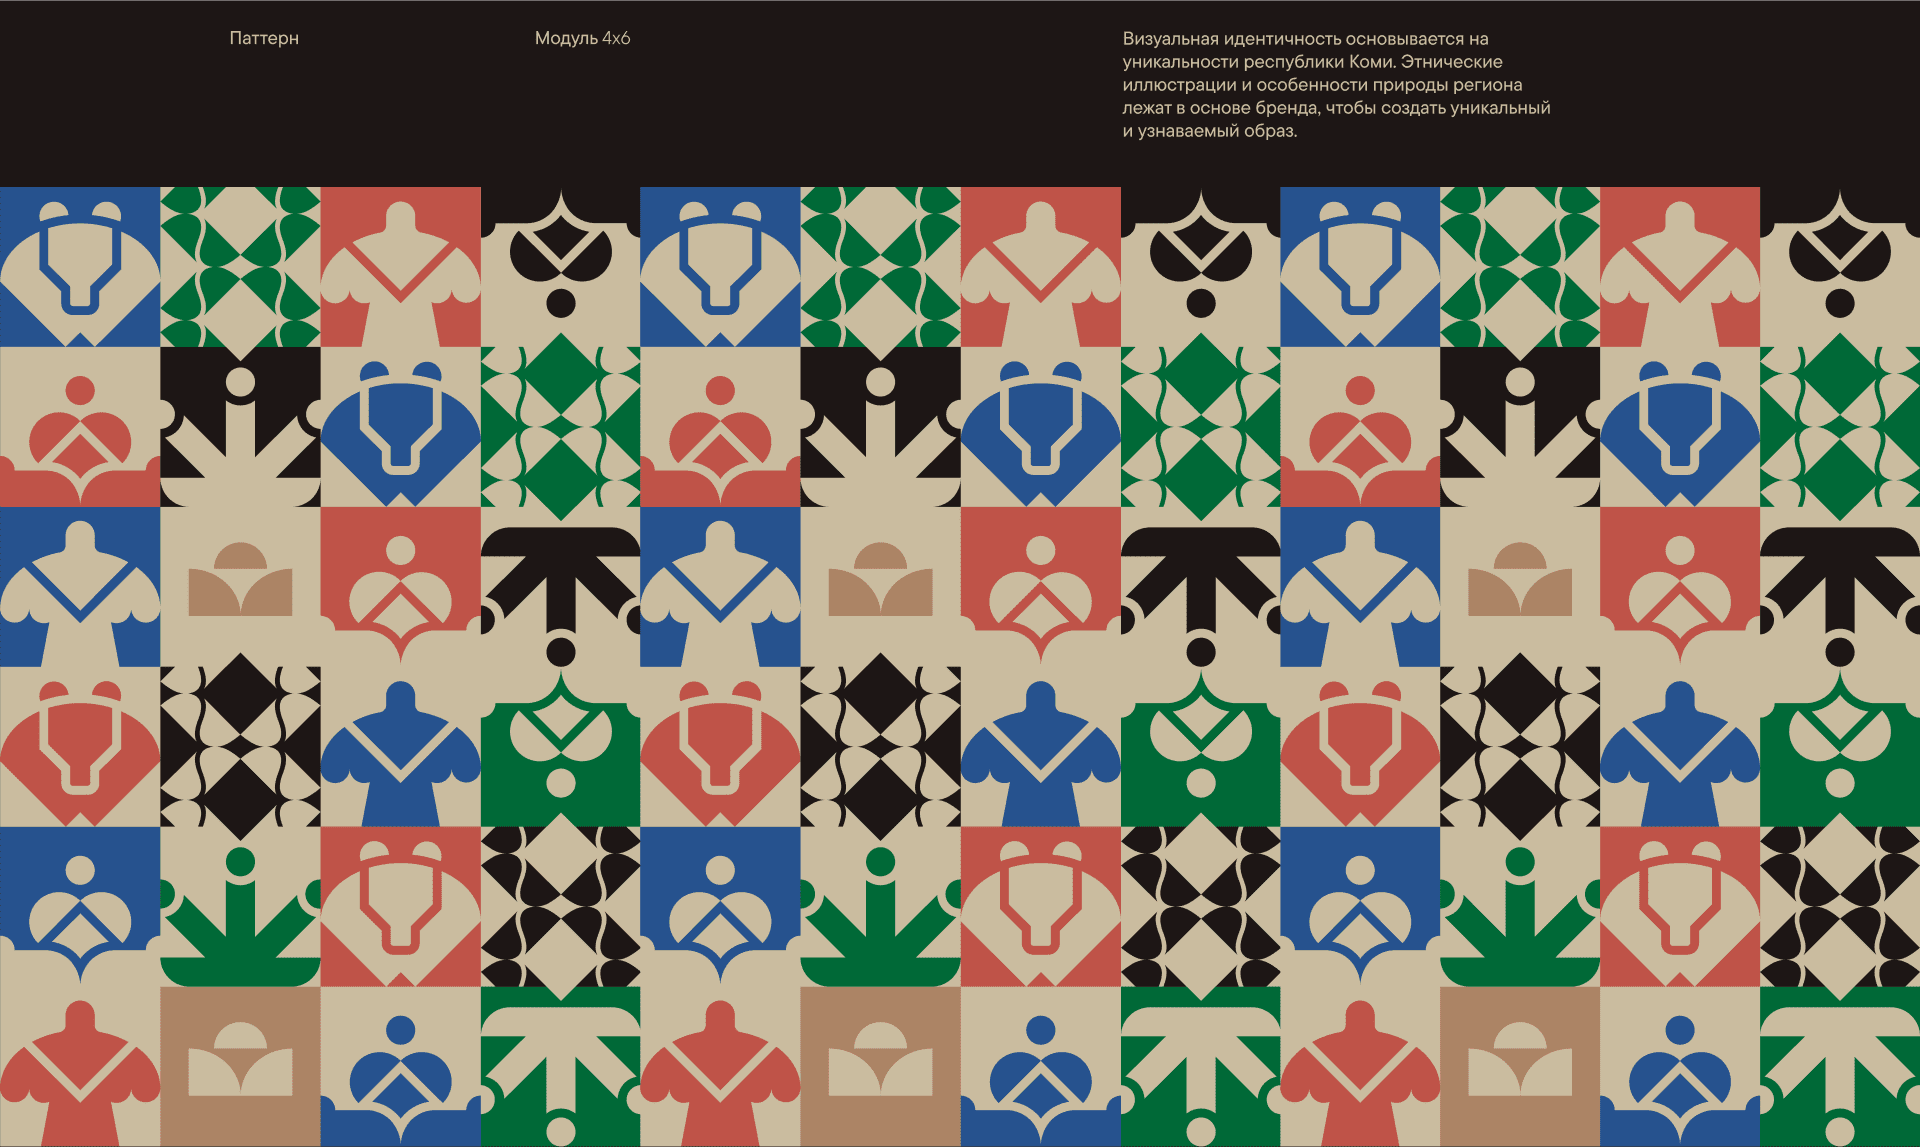 Паттерн
Модуль 4х6
Визуальная идентичность основывается на
уникальности республики Коми. Этнические
иллюстрации и особенности природы региона
лежат в основе бренда, чтобы создать уникальный
и узнаваемый образ.